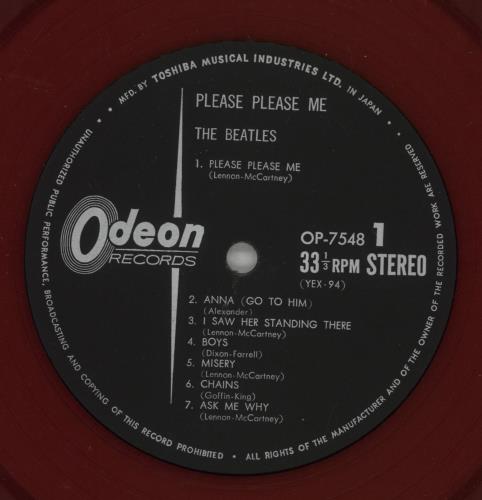 • MFD. BY TOSHIBA MUSICAL INDUSTRIES LTD. IN JAPAN •
PLEASE PLEASE ME
THE BEATLES
1. PLEASE PLEASE ME
(Lennon-McCartney)
Odeon
RECORDS
OP-7548 1
33 1/3 RPM STEREO
(YEX-94)
2. ANNA (GO TO HIM)
(Alexander)
3. I SAW HER STANDING THERE
(Lennon-McCartney)
4. BOYS
(Dixon-Farrell)
5. MISERY
(Lennon-McCartney)
6. CHAINS
(Goffin-King)
7. ASK ME WHY
(Lennon-McCartney)
UNAUTHORIZED PUBLIC PERFORMANCE, BROADCASTING AND COPYING OF THIS RECORD PROHIBITED • ALL RIGHTS OF THE MANUFACTURER AND OF THE OWNER OF THE RECORDED WORK ARE RESERVED